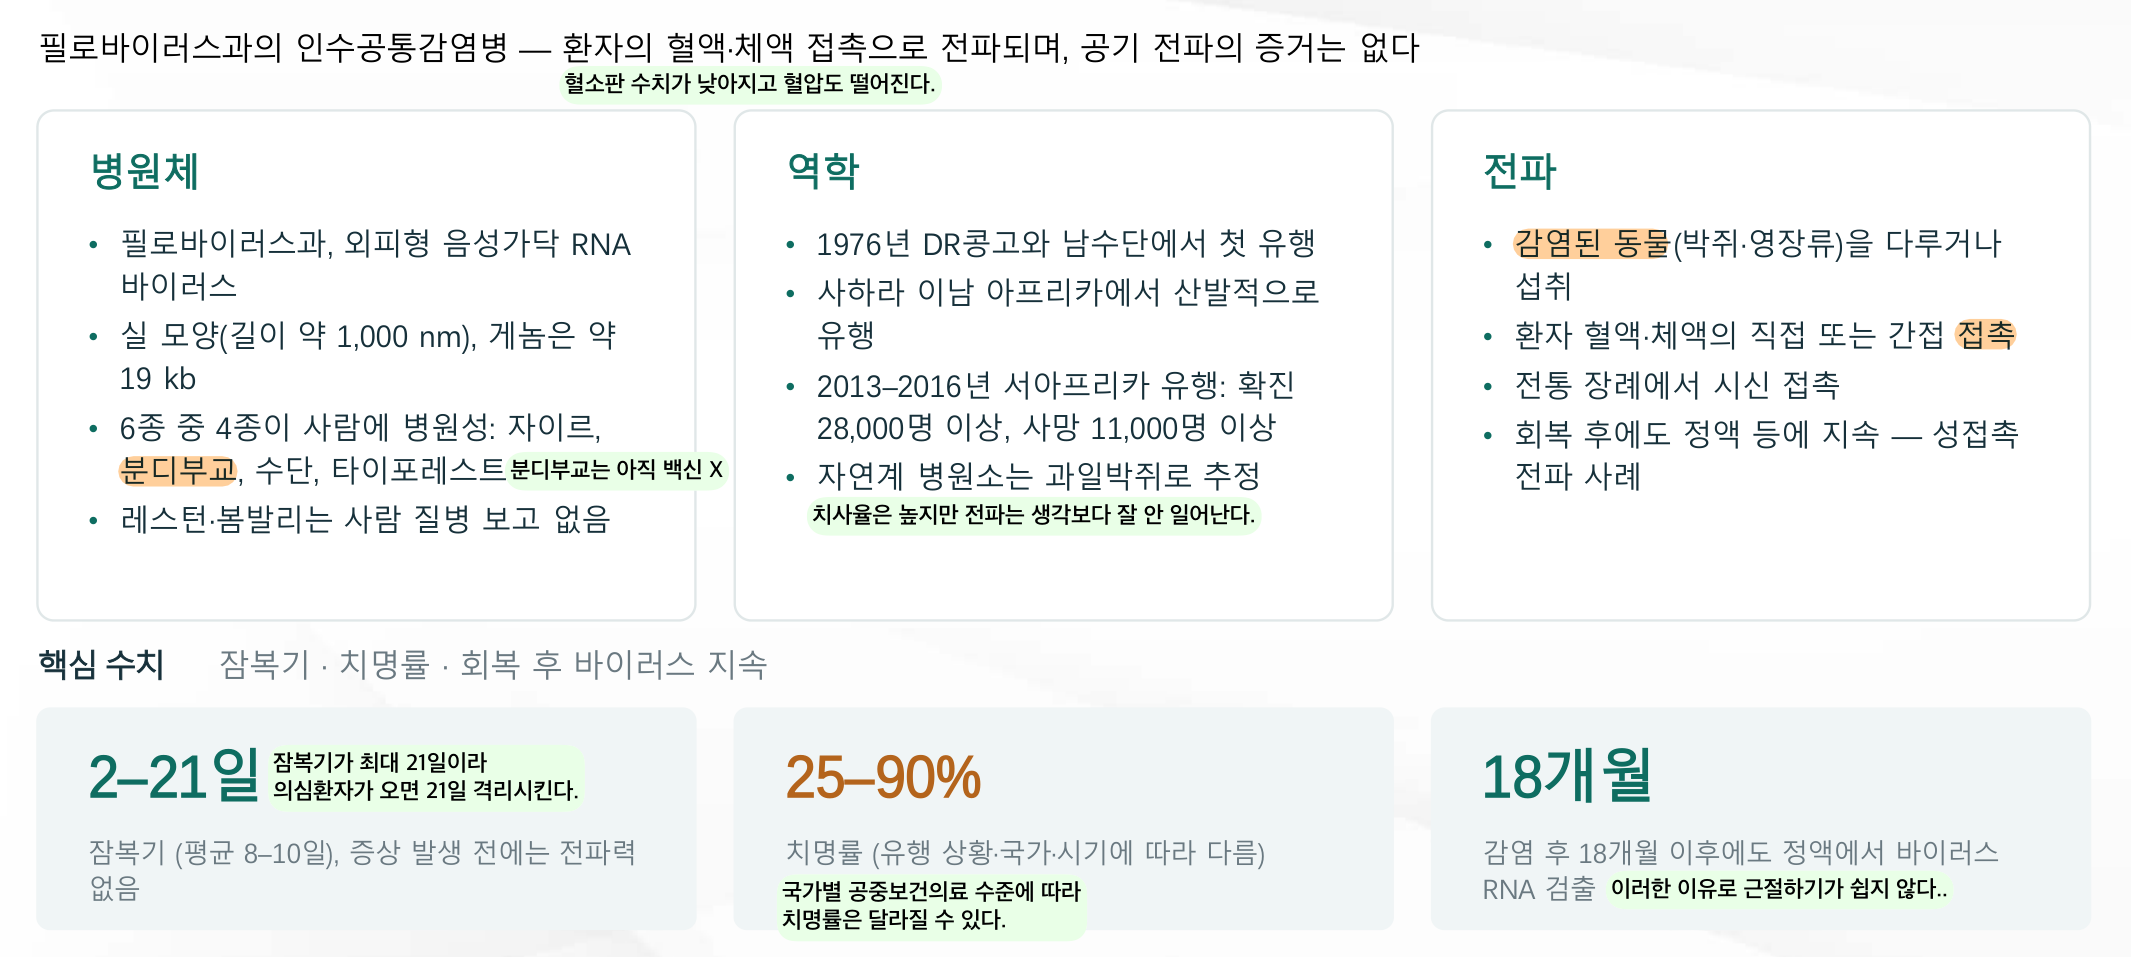 필로바이러스과의 인수공통감염병 — 환자의 혈액·체액 접촉으로 전파되며, 공기 전파의 증거는 없다
혈소판 수치가 낮아지고 혈압도 떨어진다.
병원체
• 필로바이러스과, 외피형 음성가닥 RNA
바이러스
• 실 모양(길이 약 1,000 nm), 게놈은 약
19 kb
• 6종 중 4종이 사람에 병원성: 자이르,
분디부교, 수단, 타이포레스트 분디부교는 아직 백신 X
• 레스턴·봄발리는 사람 질병 보고 없음
역학
• 1976년 DR콩고와 남수단에서 첫 유행
• 사하라 이남 아프리카에서 산발적으로
유행
• 2013–2016년 서아프리카 유행: 확진
28,000명 이상, 사망 11,000명 이상
• 자연계 병원소는 과일박쥐로 추정
치사율은 높지만 전파는 생각보다 잘 안 일어난다.
전파
• 감염된 동물(박쥐·영장류)을 다루거나
섭취
• 환자 혈액·체액의 직접 또는 간접 접촉
• 전통 장례에서 시신 접촉
• 회복 후에도 정액 등에 지속 — 성접촉
전파 사례
핵심 수치 잠복기 · 치명률 · 회복 후 바이러스 지속
2–21일
잠복기가 최대 21일이라
의심환자가 오면 21일 격리시킨다.
잠복기 (평균 8–10일), 증상 발생 전에는 전파력
없음
25–90%
치명률 (유행 상황·국가·시기에 따라 다름)
국가별 공중보건의료 수준에 따라
치명률은 달라질 수 있다.
18개월
감염 후 18개월 이후에도 정액에서 바이러스
RNA 검출 이러한 이유로 근절하기가 쉽지 않다..